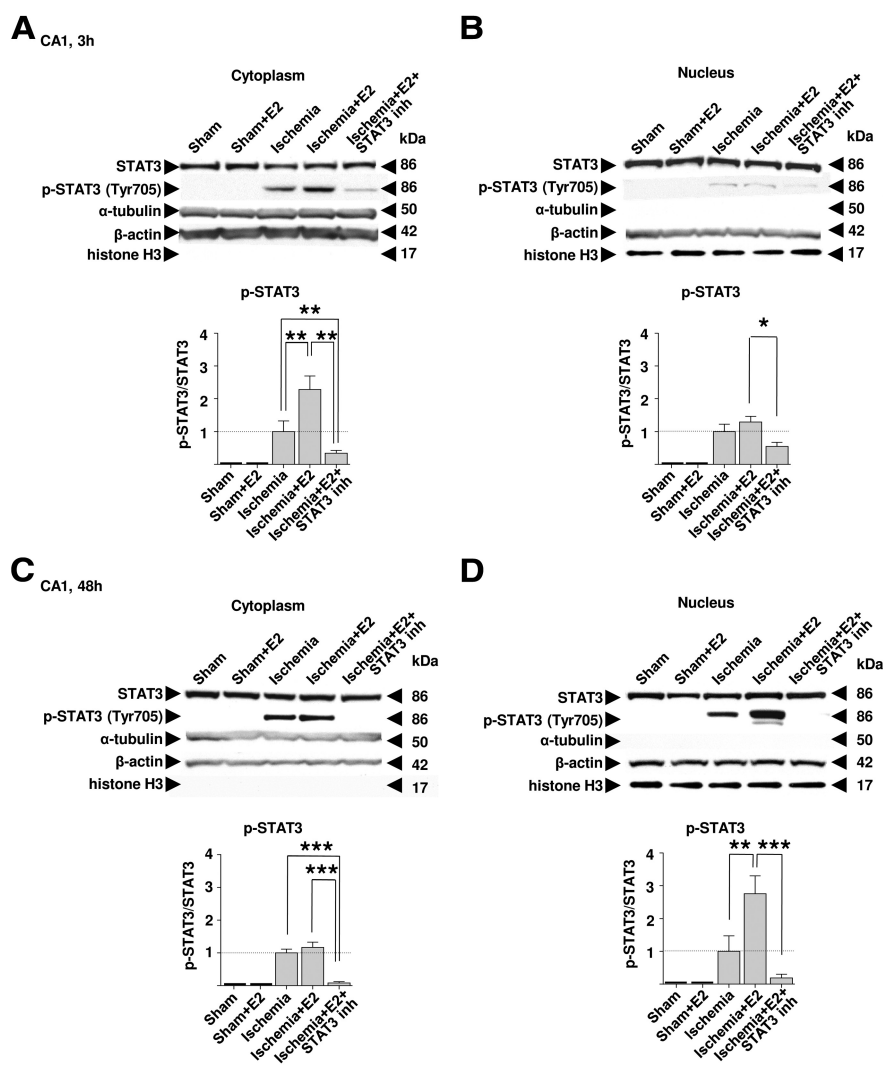 A
CA1, 3h
Cytoplasm
Sham
Sham+E2
Ischemia
Ischemia+E2
Ischemia+E2+
STAT3 inh
kDa
STAT3 86
p-STAT3 (Tyr705) 86
α-tubulin 50
β-actin 42
histone H3 17
p-STAT3
**
** **
p-STAT3/STAT3
4
3
2
1
Sham
Sham+E2
Ischemia
Ischemia+E2
Ischemia+E2+
STAT3 inh
B
Nucleus
Sham
Sham+E2
Ischemia
Ischemia+E2
Ischemia+E2+
STAT3 inh
kDa
STAT3 86
p-STAT3 (Tyr705) 86
α-tubulin 50
β-actin 42
histone H3 17
p-STAT3
*
p-STAT3/STAT3
4
3
2
1
Sham
Sham+E2
Ischemia
Ischemia+E2
Ischemia+E2+
STAT3 inh
C
CA1, 48h
Cytoplasm
Sham
Sham+E2
Ischemia
Ischemia+E2
Ischemia+E2+
STAT3 inh
kDa
STAT3 86
p-STAT3 (Tyr705) 86
α-tubulin 50
β-actin 42
histone H3 17
p-STAT3
***
***
p-STAT3/STAT3
4
3
2
1
Sham
Sham+E2
Ischemia
Ischemia+E2
Ischemia+E2+
STAT3 inh
D
Nucleus
Sham
Sham+E2
Ischemia
Ischemia+E2
Ischemia+E2+
STAT3 inh
kDa
STAT3 86
p-STAT3 (Tyr705) 86
α-tubulin 50
β-actin 42
histone H3 17
p-STAT3
** ***
p-STAT3/STAT3
4
3
2
1
Sham
Sham+E2
Ischemia
Ischemia+E2
Ischemia+E2+
STAT3 inh